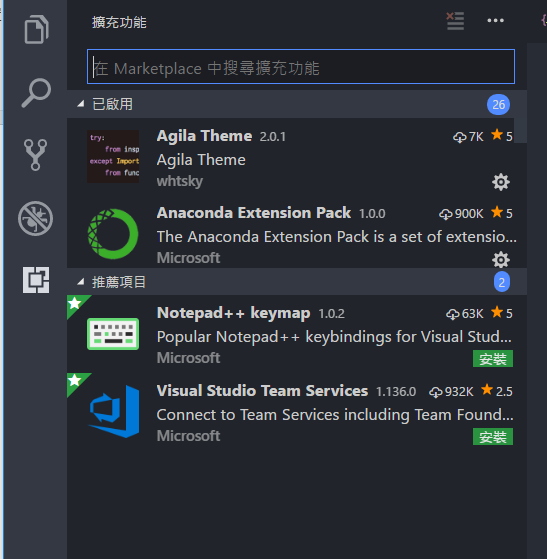 擴充功能
在 Marketplace 中搜尋擴充功能
已啟用 26
try:
from insp
except Import
from func
Agila Theme 2.0.1 7K 5
Agila Theme
whtsky
Anaconda Extension Pack 1.0.0 900K 5
The Anaconda Extension Pack is a set of extensio...
Microsoft
推薦項目 2
Notepad++ keymap 1.0.2 63K 5
Popular Notepad++ keybindings for Visual Stud...
Microsoft 安裝
Visual Studio Team Services 1.136.0 932K 2.5
Connect to Team Services including Team Found...
Microsoft 安裝